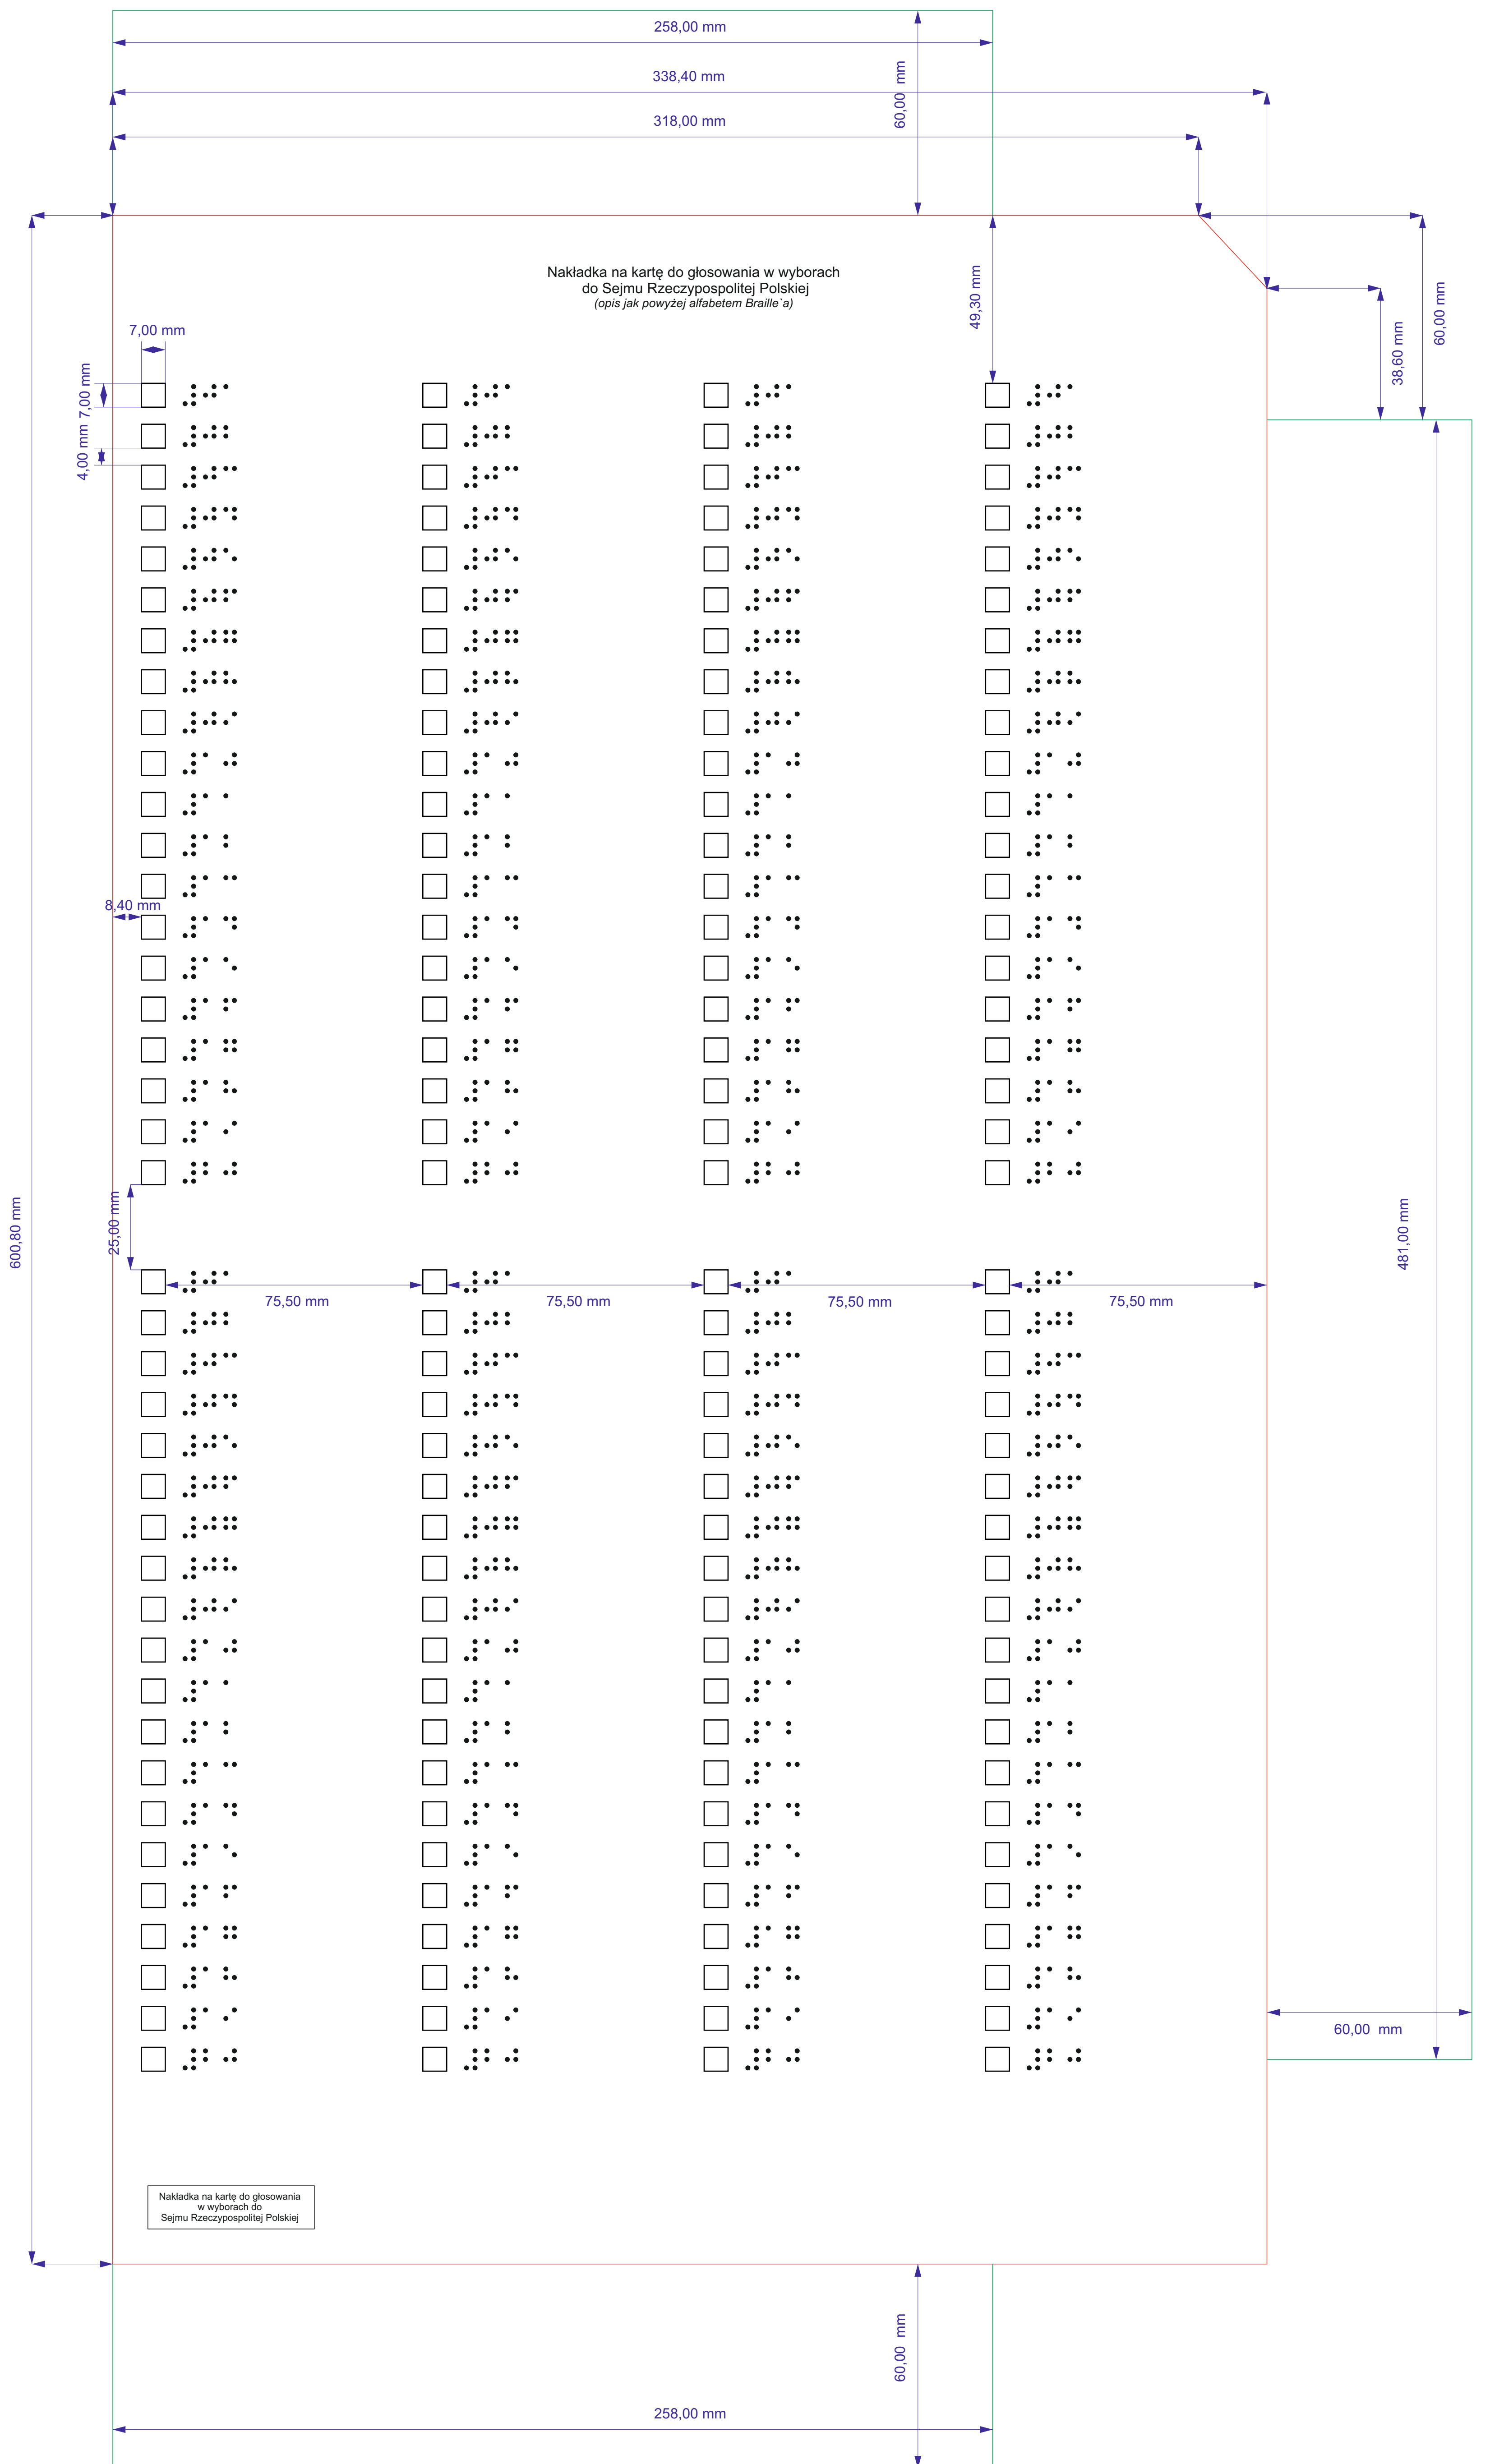 258,00 mm
60,00 mm
338,40 mm
318,00 mm
Nakładka na kartę do głosowania w wyborach
do Sejmu Rzeczypospolitej Polskiej
(opis jak powyżej alfabetem Braille`a)
49,30 mm
60,00 mm
38,60 mm
7,00 mm
7,00 mm
4,00 mm
⠼⠚⠁ ⠼⠚⠁ ⠼⠚⠁ ⠼⠚⠁
⠼⠚⠃ ⠼⠚⠃ ⠼⠚⠃ ⠼⠚⠃
⠼⠚⠉ ⠼⠚⠉ ⠼⠚⠉ ⠼⠚⠉
⠼⠚⠙ ⠼⠚⠙ ⠼⠚⠙ ⠼⠚⠙
⠼⠚⠑ ⠼⠚⠑ ⠼⠚⠑ ⠼⠚⠑
⠼⠚⠋ ⠼⠚⠋ ⠼⠚⠋ ⠼⠚⠋
⠼⠚⠛ ⠼⠚⠛ ⠼⠚⠛ ⠼⠚⠛
⠼⠚⠓ ⠼⠚⠓ ⠼⠚⠓ ⠼⠚⠓
⠼⠚⠊ ⠼⠚⠊ ⠼⠚⠊ ⠼⠚⠊
⠼⠁⠚ ⠼⠁⠚ ⠼⠁⠚ ⠼⠁⠚
⠼⠁⠁ ⠼⠁⠁ ⠼⠁⠁ ⠼⠁⠁
⠼⠁⠃ ⠼⠁⠃ ⠼⠁⠃ ⠼⠁⠃
⠼⠁⠉ ⠼⠁⠉ ⠼⠁⠉ ⠼⠁⠉
8,40 mm
⠼⠁⠙ ⠼⠁⠙ ⠼⠁⠙ ⠼⠁⠙
⠼⠁⠑ ⠼⠁⠑ ⠼⠁⠑ ⠼⠁⠑
⠼⠁⠋ ⠼⠁⠋ ⠼⠁⠋ ⠼⠁⠋
⠼⠁⠛ ⠼⠁⠛ ⠼⠁⠛ ⠼⠁⠛
⠼⠁⠓ ⠼⠁⠓ ⠼⠁⠓ ⠼⠁⠓
⠼⠁⠊ ⠼⠁⠊ ⠼⠁⠊ ⠼⠁⠊
⠼⠃⠚ ⠼⠃⠚ ⠼⠃⠚ ⠼⠃⠚
600,80 mm
25,00 mm
481,00 mm
⠼⠚⠁ ⠼⠚⠁ ⠼⠚⠁ ⠼⠚⠁
75,50 mm 75,50 mm 75,50 mm 75,50 mm
⠼⠚⠃ ⠼⠚⠃ ⠼⠚⠃ ⠼⠚⠃
⠼⠚⠉ ⠼⠚⠉ ⠼⠚⠉ ⠼⠚⠉
⠼⠚⠙ ⠼⠚⠙ ⠼⠚⠙ ⠼⠚⠙
⠼⠚⠑ ⠼⠚⠑ ⠼⠚⠑ ⠼⠚⠑
⠼⠚⠋ ⠼⠚⠋ ⠼⠚⠋ ⠼⠚⠋
⠼⠚⠛ ⠼⠚⠛ ⠼⠚⠛ ⠼⠚⠛
⠼⠚⠓ ⠼⠚⠓ ⠼⠚⠓ ⠼⠚⠓
⠼⠚⠊ ⠼⠚⠊ ⠼⠚⠊ ⠼⠚⠊
⠼⠁⠚ ⠼⠁⠚ ⠼⠁⠚ ⠼⠁⠚
⠼⠁⠁ ⠼⠁⠁ ⠼⠁⠁ ⠼⠁⠁
⠼⠁⠃ ⠼⠁⠃ ⠼⠁⠃ ⠼⠁⠃
⠼⠁⠉ ⠼⠁⠉ ⠼⠁⠉ ⠼⠁⠉
⠼⠁⠙ ⠼⠁⠙ ⠼⠁⠙ ⠼⠁⠙
⠼⠁⠑ ⠼⠁⠑ ⠼⠁⠑ ⠼⠁⠑
⠼⠁⠋ ⠼⠁⠋ ⠼⠁⠋ ⠼⠁⠋
⠼⠁⠛ ⠼⠁⠛ ⠼⠁⠛ ⠼⠁⠛
⠼⠁⠓ ⠼⠁⠓ ⠼⠁⠓ ⠼⠁⠓
⠼⠁⠊ ⠼⠁⠊ ⠼⠁⠊ ⠼⠁⠊
60,00 mm
⠼⠃⠚ ⠼⠃⠚ ⠼⠃⠚ ⠼⠃⠚
Nakładka na kartę do głosowania
w wyborach do
Sejmu Rzeczypospolitej Polskiej
60,00 mm
258,00 mm